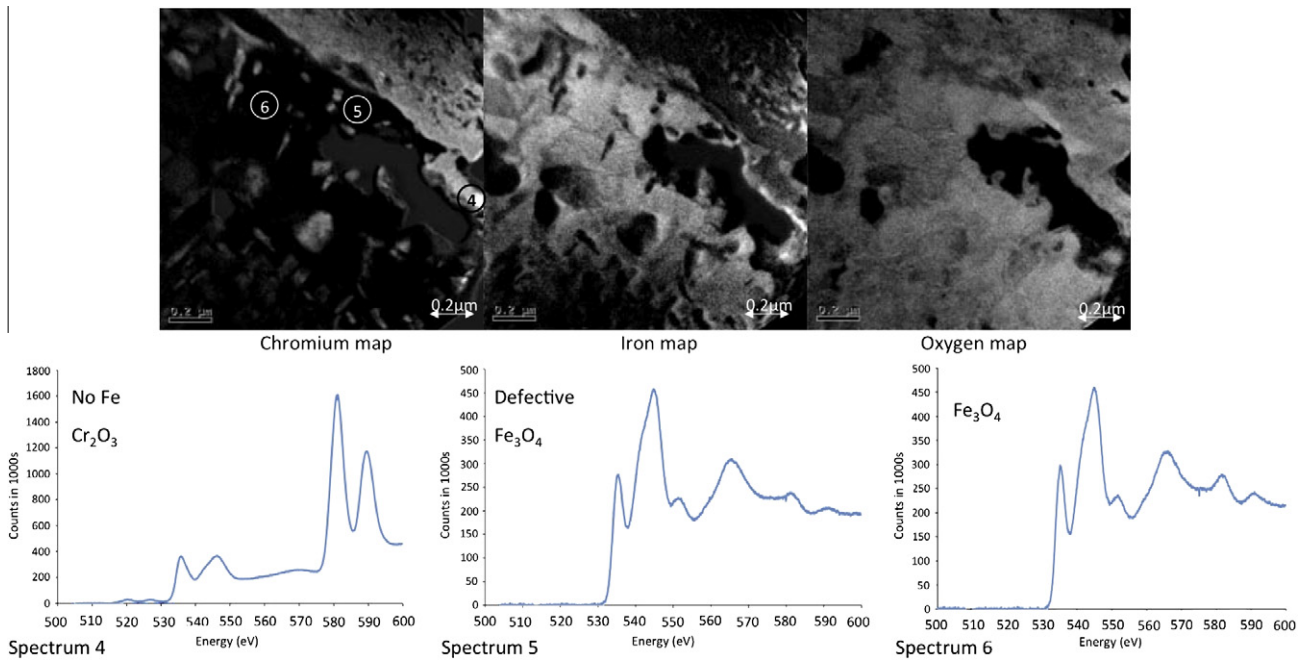 6
5
4
0.2 µm
0.2µm
0.2 µm
0.2µm
0.2 µm
0.2µm
Chromium map
Iron map
Oxygen map
1800
1600
1400
1200
1000
800
600
400
200
0
Counts in 1000s
No Fe
Cr₂O₃
500 510 520 530 540 550 560 570 580 590 600
Energy (eV)
Spectrum 4
500
450
400
350
300
250
200
150
100
50
0
Counts in 1000s
Defective
Fe₃O₄
500 510 520 530 540 550 560 570 580 590 600
Energy (eV)
Spectrum 5
500
450
400
350
300
250
200
150
100
50
0
Counts in 1000s
Fe₃O₄
500 510 520 530 540 550 560 570 580 590 600
Energy (eV)
Spectrum 6